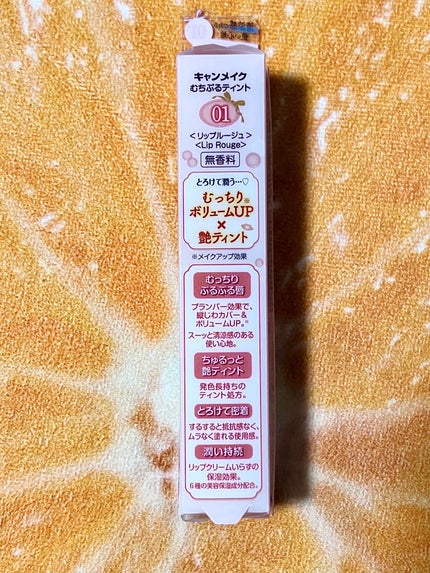 キャンメイク
むちぷるティント
01
＜リップルージュ＞
<Lip Rouge>
無香料
とろけて潤う…♡
むっちり※
ボリュームUP
×
艶ティント
※メイクアップ効果
むっちり
ぷるぷる唇
プランパー効果で、
縦じわカバー＆
ボリュームUP。※
スーッと清涼感のある
使い心地。
ちゅるっと
艶ティント
発色長持ちの
ティント処方。
とろけて密着
するすると抵抗感なく、
ムラなく塗れる使用感。
潤い持続
リップクリームいらずの
保湿効果。
6種の美容保湿成分配合。